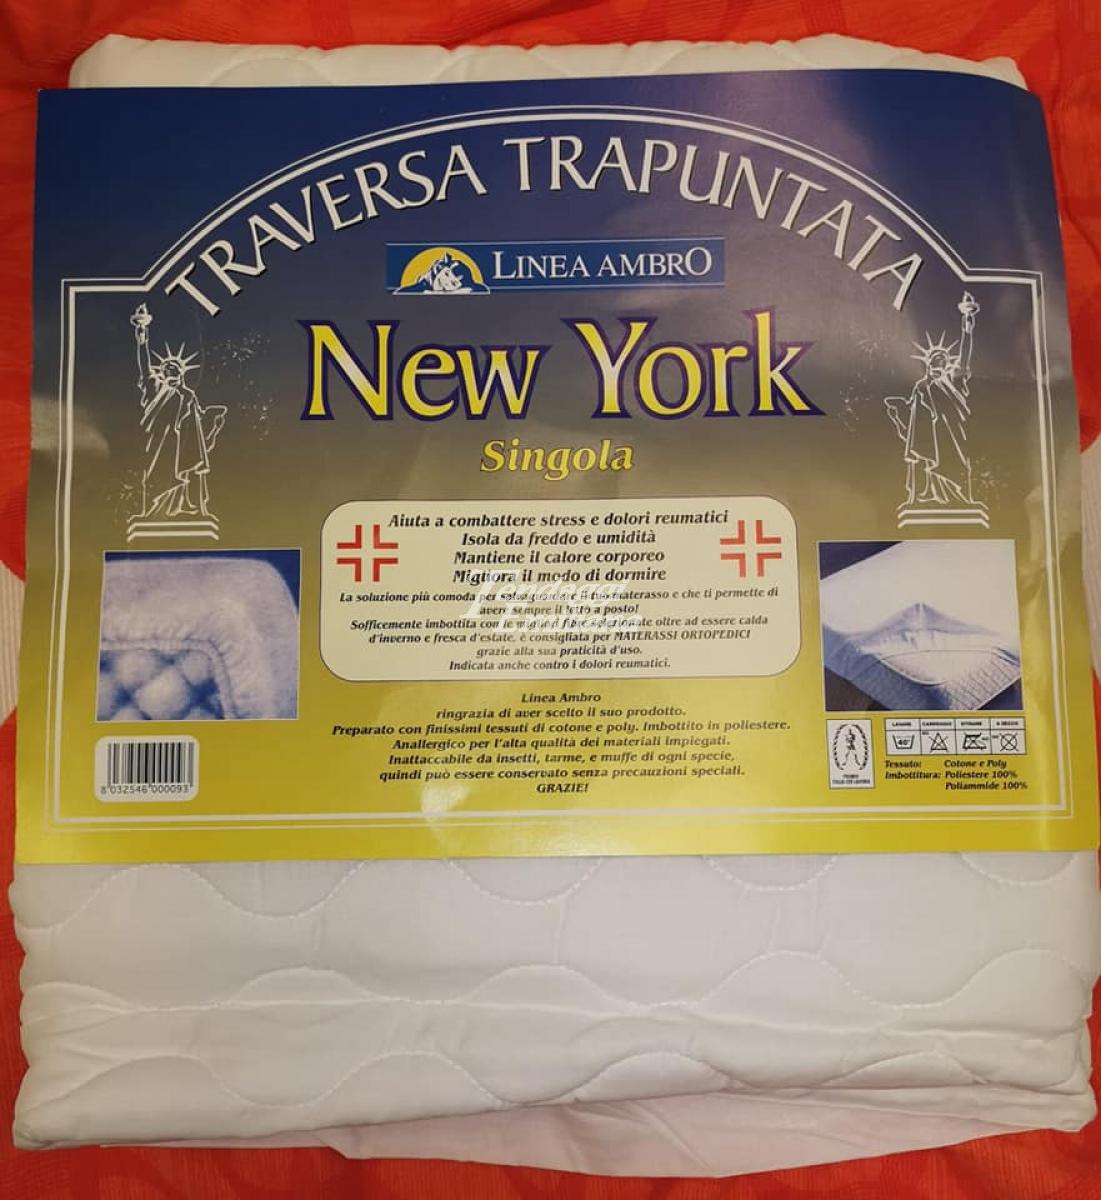 TRAVERSA TRAPUNTATA
LINEA AMBRO
New York
Singola
Aiuta a combattere stress e dolori reumatici
Isola da freddo e umidità
Mantiene il calore corporeo
Migliora il modo di dormire
La soluzione più comoda per salvaguardare il tuo materasso e che ti permette di
avere sempre il letto a posto!
Sofficemente imbottita con le migliori fibre selezionate oltre ad essere calda
d'inverno e fresca d'estate, è consigliata per MATERASSI ORTOPEDICI
grazie alla sua praticità d'uso.
Indicata anche contro i dolori reumatici.
Linea Ambro
ringrazia di aver scelto il suo prodotto.
Preparato con finissimi tessuti di cotone e poly. Imbottito in poliestere.
Anallergico per l'alta qualità dei materiali impiegati.
Inattaccabile da insetti, tarme, e muffe di ogni specie,
quindi può essere conservato senza precauzioni speciali.
GRAZIE!
8 032546 000093
LAVARE CANDEGGIO STIRARE A SECCO
40°
Tessuto: Cotone e Poly
Imbottitura: Poliestere 100%
Poliammide 100%